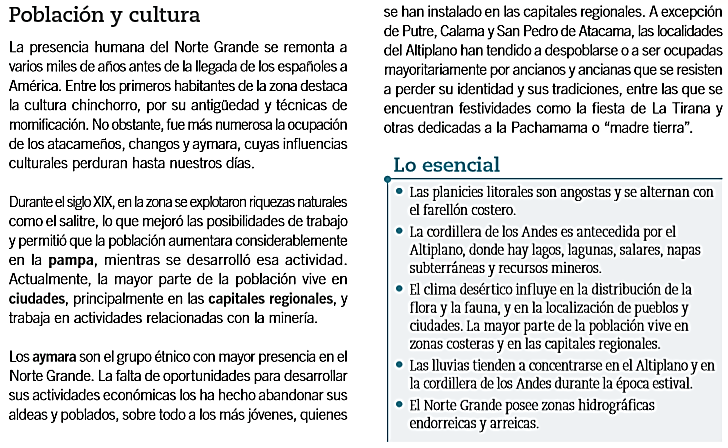 Población y cultura
La presencia humana del Norte Grande se remonta a
varios miles de años antes de la llegada de los españoles a
América. Entre los primeros habitantes de la zona destaca
la cultura chinchorro, por su antigüedad y técnicas de
momificación. No obstante, fue más numerosa la ocupación
de los atacameños, changos y aymara, cuyas influencias
culturales perduran hasta nuestros días.
Durante el siglo XIX, en la zona se explotaron riquezas naturales
como el salitre, lo que mejoró las posibilidades de trabajo
y permitió que la población aumentara considerablemente
en la pampa, mientras se desarrolló esa actividad.
Actualmente, la mayor parte de la población vive en
ciudades, principalmente en las capitales regionales, y
trabaja en actividades relacionadas con la minería.
Los aymara son el grupo étnico con mayor presencia en el
Norte Grande. La falta de oportunidades para desarrollar
sus actividades económicas los ha hecho abandonar sus
aldeas y poblados, sobre todo a los más jóvenes, quienes
se han instalado en las capitales regionales. A excepción
de Putre, Calama y San Pedro de Atacama, las localidades
del Altiplano han tendido a despoblarse o a ser ocupadas
mayoritariamente por ancianos y ancianas que se resisten
a perder su identidad y sus tradiciones, entre las que se
encuentran festividades como la fiesta de La Tirana y
otras dedicadas a la Pachamama o “madre tierra”.
Lo esencial
• Las planicies litorales son angostas y se alternan con
el farellón costero.
• La cordillera de los Andes es antecedida por el
Altiplano, donde hay lagos, lagunas, salares, napas
subterráneas y recursos mineros.
• El clima desértico influye en la distribución de la
flora y la fauna, y en la localización de pueblos y
ciudades. La mayor parte de la población vive en
zonas costeras y en las capitales regionales.
• Las lluvias tienden a concentrarse en el Altiplano y en
la cordillera de los Andes durante la época estival.
• El Norte Grande posee zonas hidrográficas
endorreicas y arreicas.